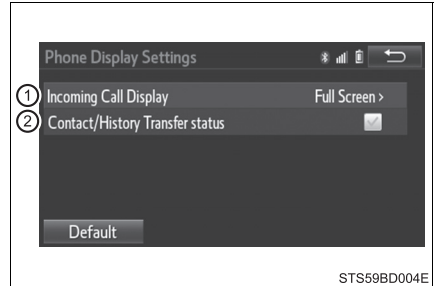 Phone Display Settings
① Incoming Call Display Full Screen >
② Contact/History Transfer status
Default
STS59BD004E